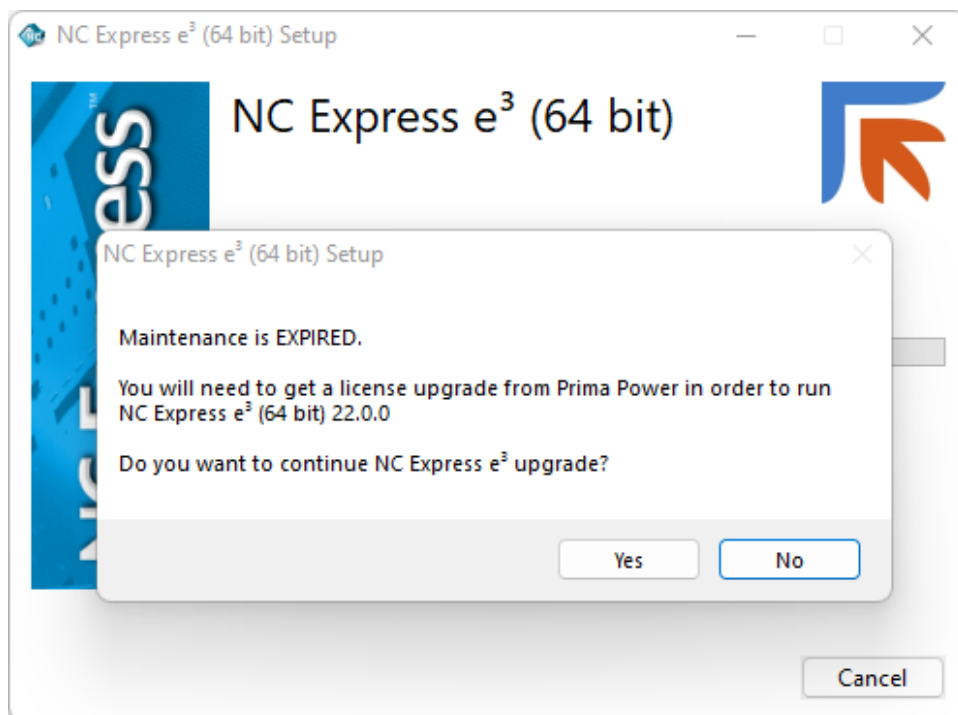 NC Express e³ (64 bit) Setup
NC Express e³ (64 bit)
ess™
NC Express e³ (64 bit) Setup
Maintenance is EXPIRED.
You will need to get a license upgrade from Prima Power in order to run
NC Express e³ (64 bit) 22.0.0
Do you want to continue NC Express e³ upgrade?
Yes
No
Cancel